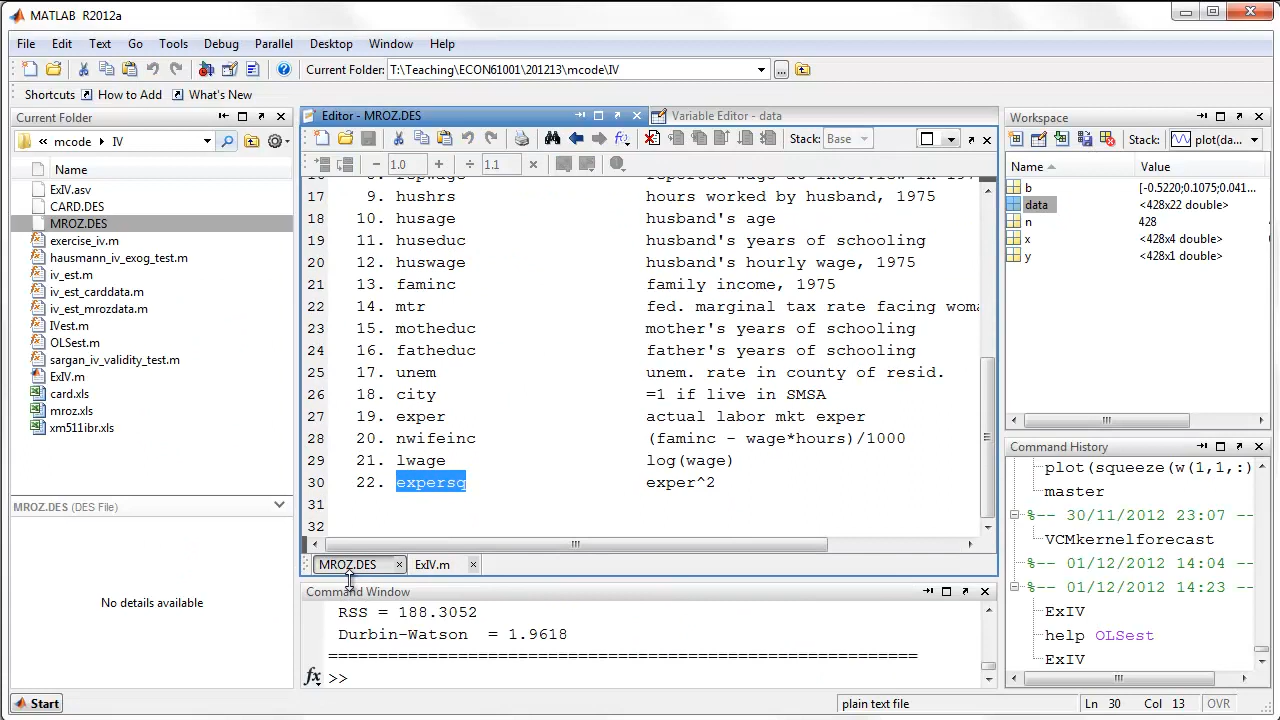 MATLAB R2012a
File Edit Text Go Tools Debug Parallel Desktop Window Help
Current Folder: T:\Teaching\ECON61001\201213\mcode\IV ...
Shortcuts How to Add What's New
Current Folder
« mcode ▸ IV
Name
ExIV.asv
CARD.DES
MROZ.DES
exercise_iv.m
hausmann_iv_exog_test.m
iv_est.m
iv_est_carddata.m
iv_est_mrozdata.m
IVest.m
OLSest.m
sargan_iv_validity_test.m
ExIV.m
card.xls
mroz.xls
xm511ibr.xls
MROZ.DES (DES File)
No details available
Editor - MROZ.DES
Variable Editor - data
Stack: Base
1.0 1.1
17 9. hushrs hours worked by husband, 1975
18 10. husage husband's age
19 11. huseduc husband's years of schooling
20 12. huswage husband's hourly wage, 1975
21 13. faminc family income, 1975
22 14. mtr fed. marginal tax rate facing woma
23 15. motheduc mother's years of schooling
24 16. fatheduc father's years of schooling
25 17. unem unem. rate in county of resid.
26 18. city =1 if live in SMSA
27 19. exper actual labor mkt exper
28 20. nwifeinc (faminc - wage*hours)/1000
29 21. lwage log(wage)
30 22. expersq exper^2
31
32
MROZ.DES ExIV.m
Command Window
RSS = 188.3052
Durbin-Watson = 1.9618
=========================================================
fx >>
Workspace
Stack: plot(da...
Name Value
b [-0.5220;0.1075;0.041...
data <428x22 double>
n 428
x <428x4 double>
y <428x1 double>
Command History
plot(squeeze(w(1,1,:)
master
%-- 30/11/2012 23:07 --
VCMkernelforecast
%-- 01/12/2012 14:04 --
%-- 01/12/2012 14:23 --
ExIV
help OLSest
ExIV
Start
plain text file Ln 30 Col 13 OVR